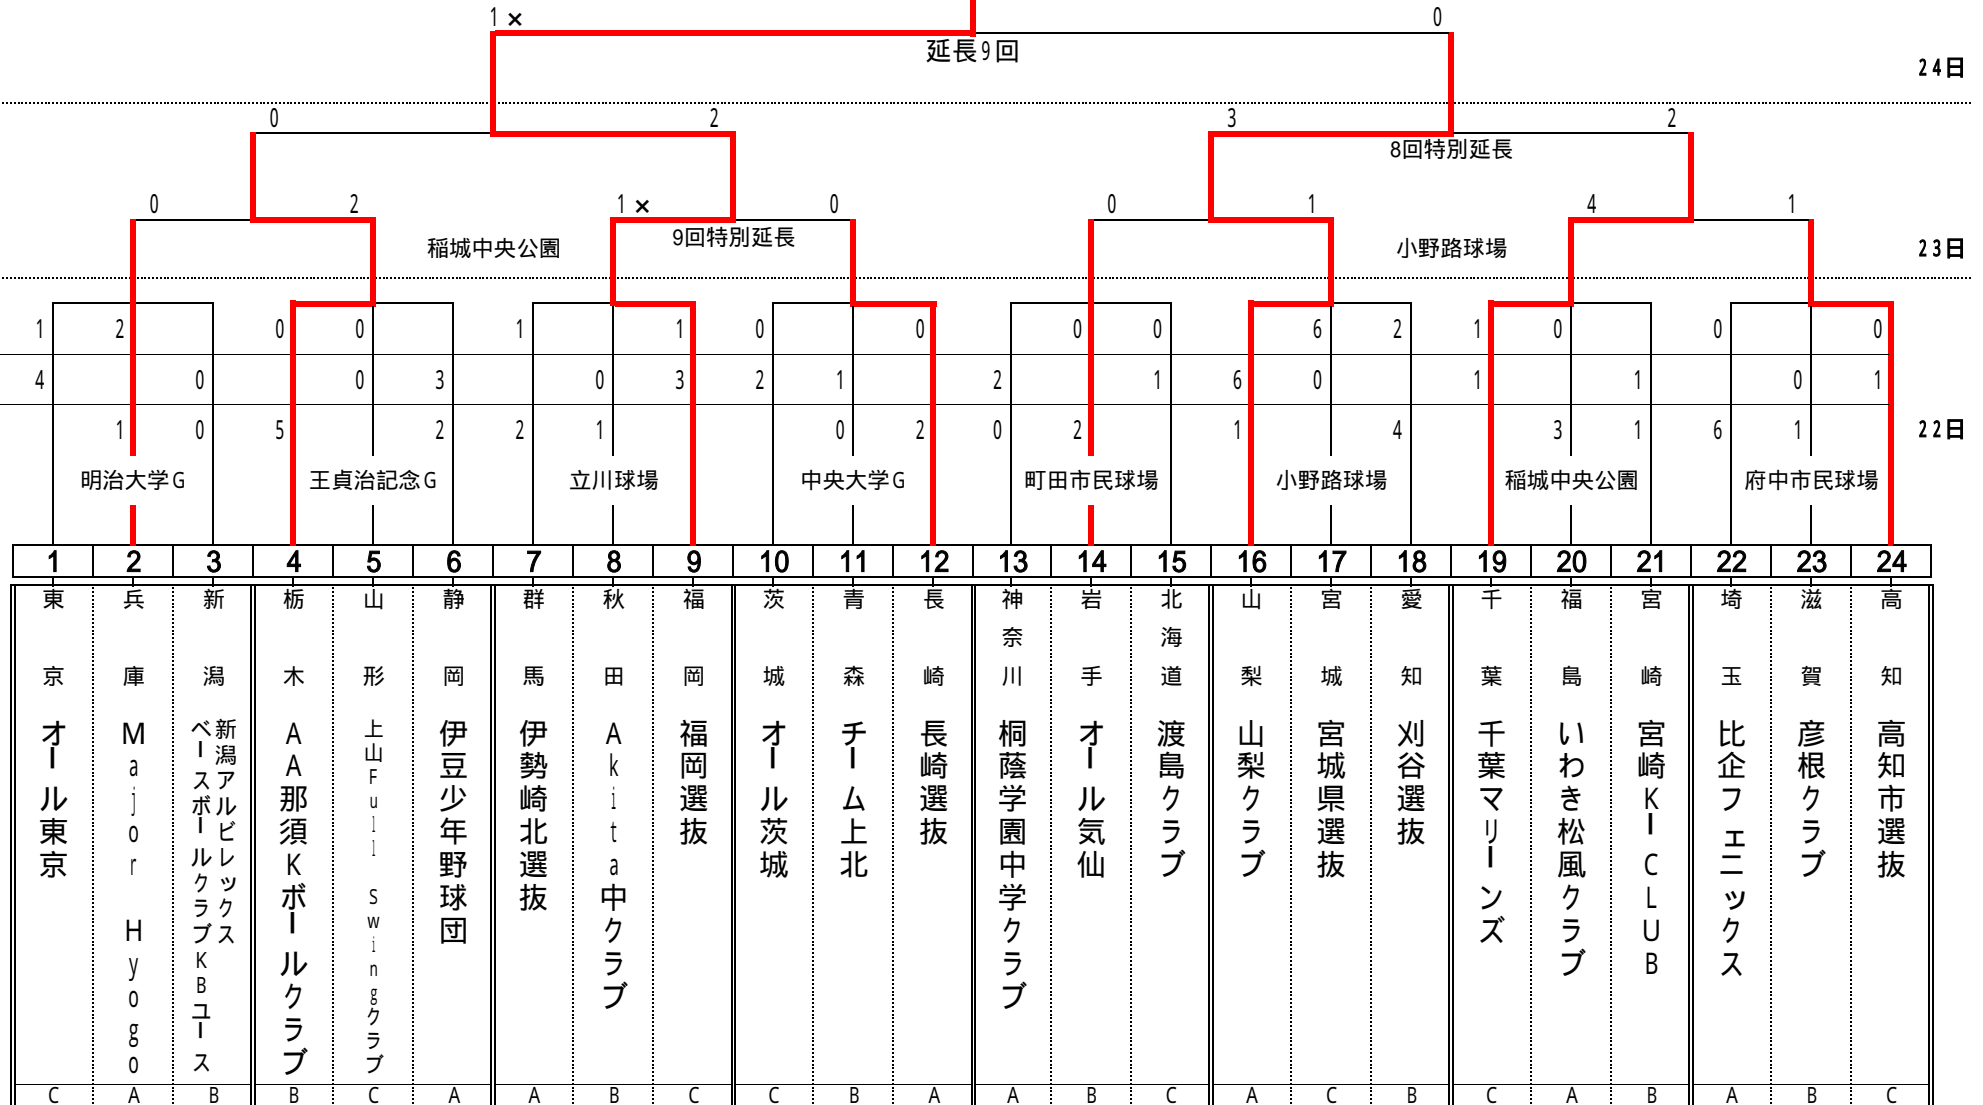 1× 0
延長9回
24日
0 2 3 2
8回特別延長
0 2 1× 0 0 1 4 1
9回特別延長
稲城中央公園 小野路球場 23日
1 2 0 0 1 1 0 0 0 0 6 2 1 0 0 0
4 0 0 3 0 3 2 1 2 1 6 0 1 1 0 1
1 0 5 2 2 1 0 2 0 2 1 4 3 1 6 1 22日
明治大学G 王貞治記念G 立川球場 中央大学G 町田市民球場 小野路球場 稲城中央公園 府中市民球場
1 2 3 4 5 6 7 8 9 10 11 12 13 14 15 16 17 18 19 20 21 22 23 24
東京 兵庫 新潟 栃木 山形 静岡 群馬 秋田 福岡 茨城 青森 長崎 神奈川 岩手 北海道 山梨 宮城 愛知 千葉 福島 宮崎 埼玉 滋賀 高知
オール東京
Major Hyogo
新潟アルビレックス
ベースボールクラブKBユース
AA那須Kボールクラブ
上山Full Swingクラブ
伊豆少年野球団
伊勢崎北選抜
Akita中クラブ
福岡選抜
オール茨城
チーム上北
長崎選抜
桐蔭学園中学クラブ
オール気仙
渡島クラブ
山梨クラブ
宮城県選抜
刈谷選抜
千葉マリーンズ
いわき松風クラブ
宮崎KーCLUB
比企フェニックス
彦根クラブ
高知市選抜
C A B B C A A B C C B A A B C A C B C A B A B C